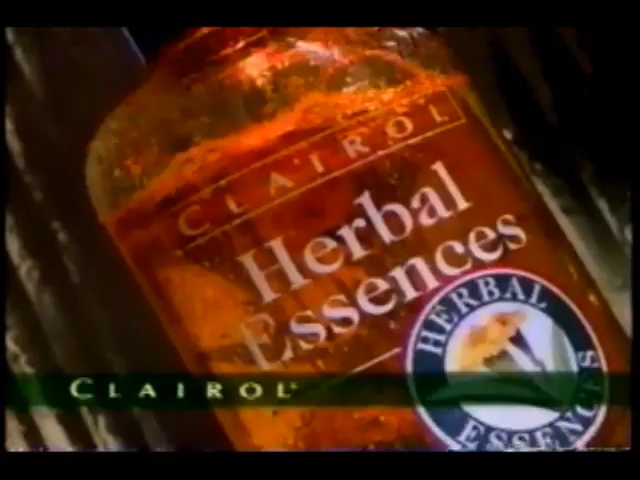 CLAIROL
Herbal
Essences
HERBAL
ESSENCES
CLAIROL®